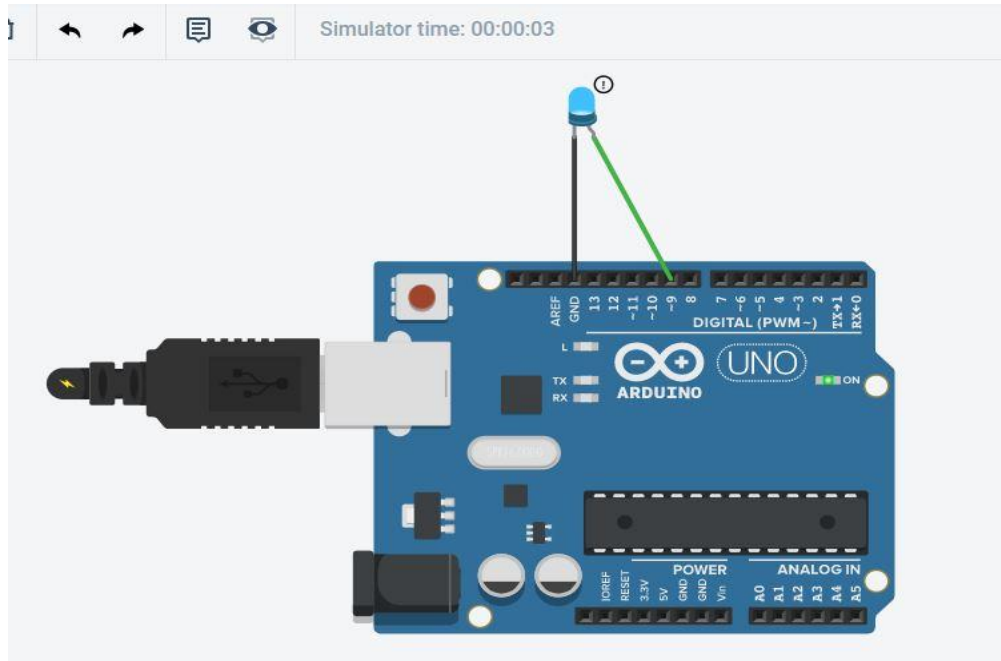 Simulator time: 00:00:03
AREF
GND
13
12
~11
~10
~9
8
7
~6
~5
4
~3
2
TX→1
RX←0
DIGITAL (PWM~)
L
TX
RX
ARDUINO
UNO
ON
POWER
ANALOG IN
IOREF
RESET
3.3V
5V
GND
GND
Vin
A0
A1
A2
A3
A4
A5